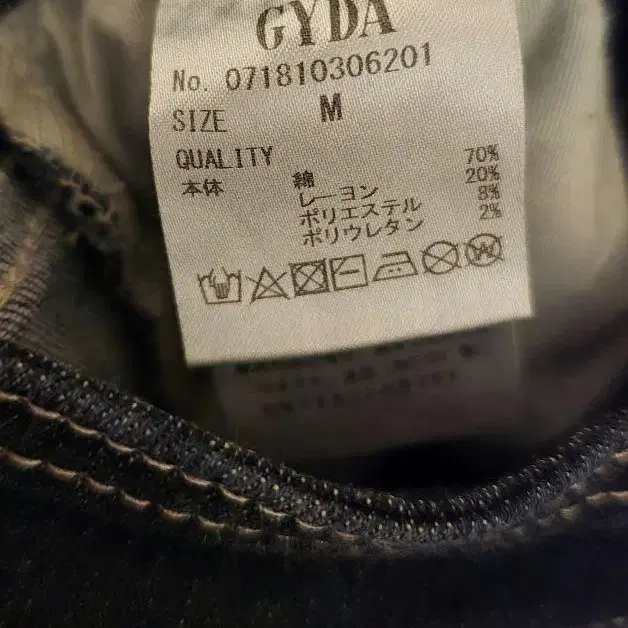 GYDA
No. 071810306201
SIZE M
QUALITY
本体 綿 70%
レーヨン 20%
ポリエステル 8%
ポリウレタン 2%